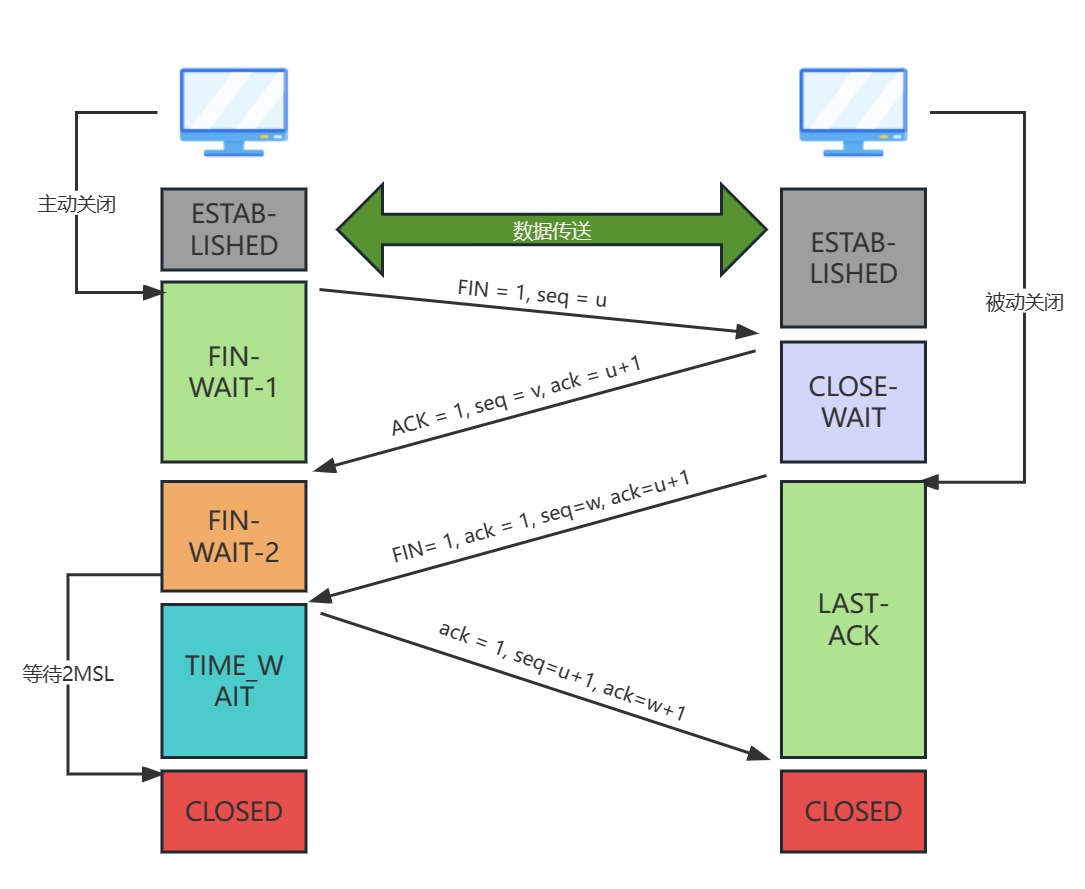 主动关闭
ESTAB-
LISHED
数据传送
ESTAB-
LISHED
FIN = 1, seq = u
被动关闭
FIN-
WAIT-1
ACK = 1, seq = v, ack = u+1
CLOSE-
WAIT
FIN-
WAIT-2
FIN= 1, ack = 1, seq=w, ack=u+1
LAST-
ACK
等待2MSL
TIME_W
AIT
ack = 1, seq=u+1, ack=w+1
CLOSED
CLOSED